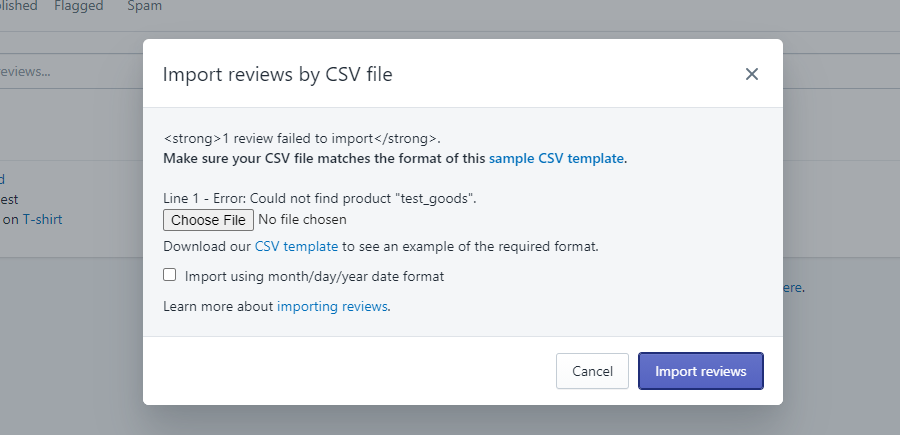 Flagged Spam
Import reviews by CSV file
eviews...
<strong>1 review failed to import</strong>.
Make sure your CSV file matches the format of this sample CSV template.
Line 1 - Error: Could not find product "test_goods".
Choose File No file chosen
on T-shirt
Download our CSV template to see an example of the required format.
Import using month/day/year date format
ere.
Learn more about importing reviews.
Cancel Import reviews